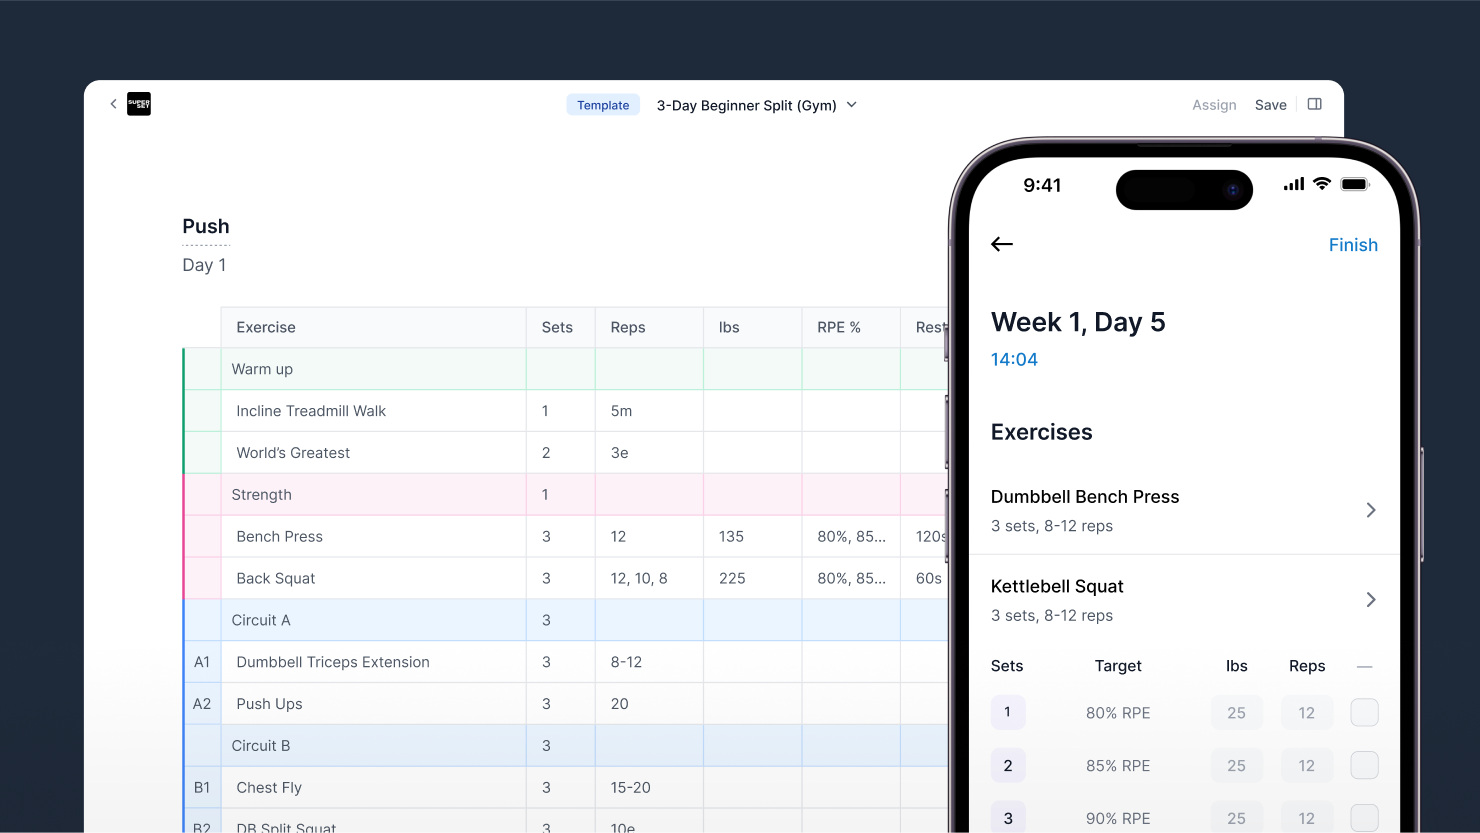 SUPER
SET
Template 3-Day Beginner Split (Gym)
Assign Save
Push
Day 1
Exercise Sets Reps lbs RPE % Rest
Warm up
Incline Treadmill Walk 1 5m
World’s Greatest 2 3e
Strength 1
Bench Press 3 12 135 80%, 85... 120s
Back Squat 3 12, 10, 8 225 80%, 85... 60s
Circuit A 3
A1 Dumbbell Triceps Extension 3 8-12
A2 Push Ups 3 20
Circuit B 3
B1 Chest Fly 3 15-20
B2 DB Split Squat 3 10e
9:41
Finish
Week 1, Day 5
14:04
Exercises
Dumbbell Bench Press
3 sets, 8-12 reps
Kettlebell Squat
3 sets, 8-12 reps
Sets Target lbs Reps —
1 80% RPE 25 12
2 85% RPE 25 12
3 90% RPE 25 12